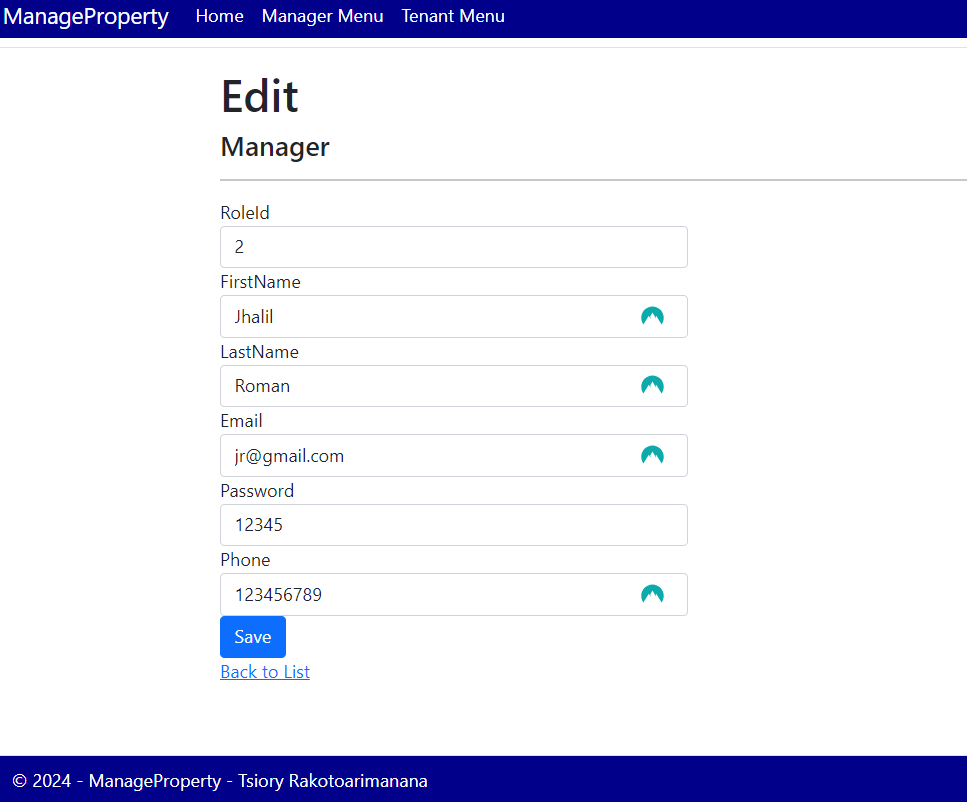 ManageProperty Home Manager Menu Tenant Menu
Edit
Manager
RoleId
2
FirstName
Jhalil
LastName
Roman
Email
jr@gmail.com
Password
12345
Phone
123456789
Save
Back to List
© 2024 - ManageProperty - Tsiory Rakotoarimanana